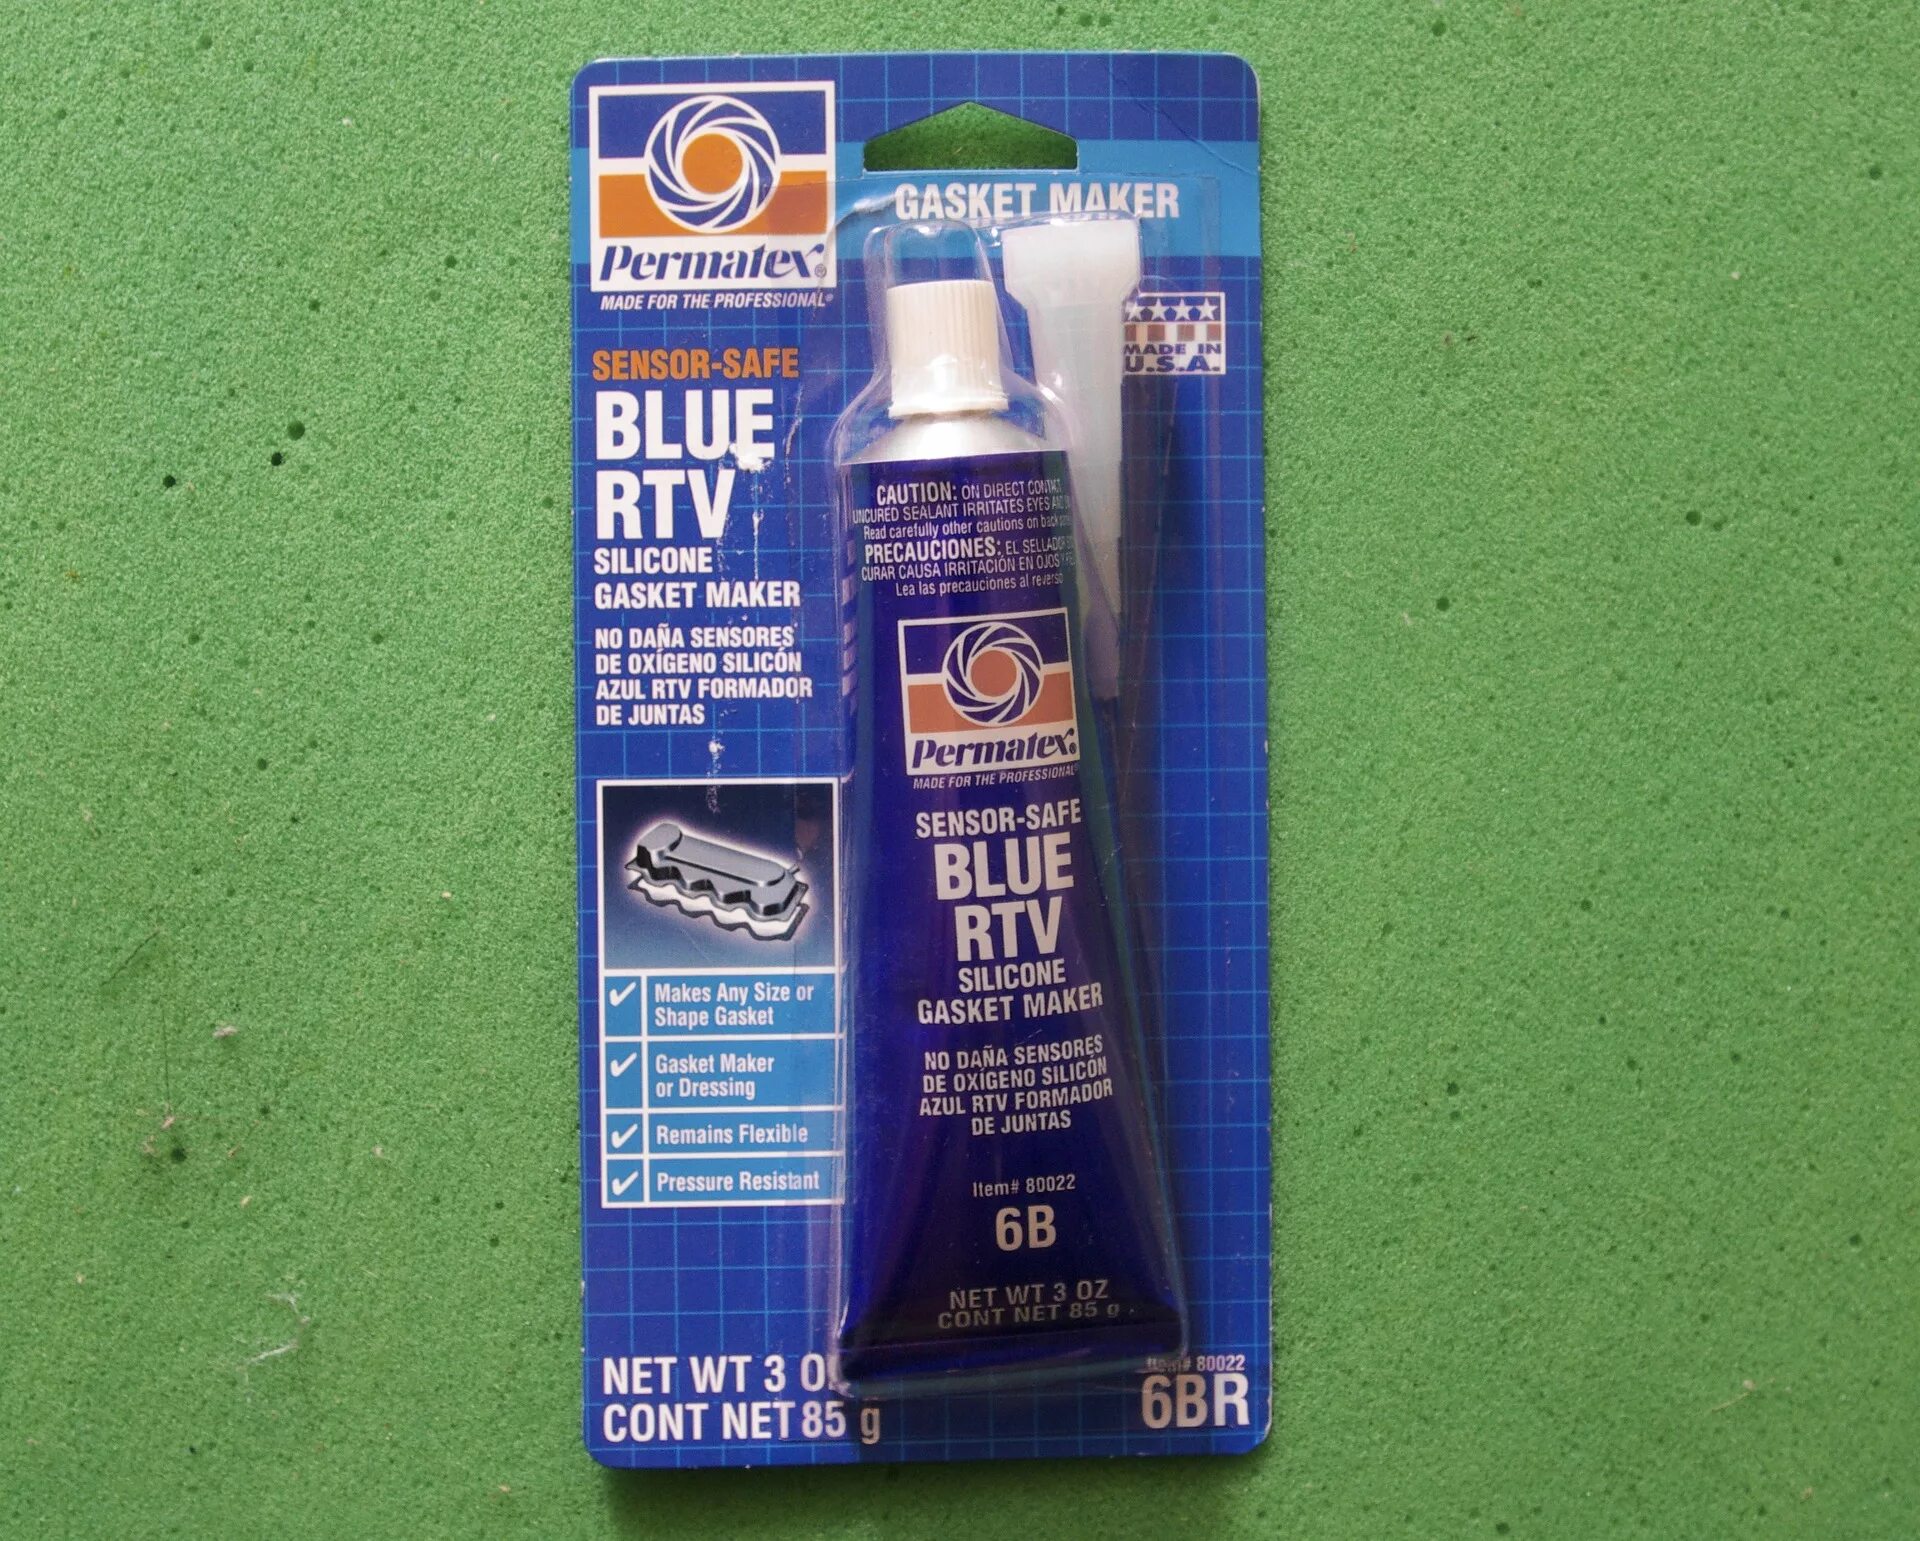 Permatex®
MADE FOR THE PROFESSIONAL®
GASKET MAKER
MADE IN
U.S.A.
SENSOR-SAFE
BLUE
RTV
SILICONE
GASKET MAKER
NO DAÑA SENSORES
DE OXÍGENO SILICÓN
AZUL RTV FORMADOR
DE JUNTAS
Makes Any Size or
Shape Gasket
Gasket Maker
or Dressing
Remains Flexible
Pressure Resistant
NET WT 3
CONT NET 85 g
CAUTION: ON DIRECT CONTACT
UNCURED SEALANT IRRITATES EYES AND
Read carefully other cautions on back
PRECAUCIONES: EL SELLADOR
CURAR CAUSA IRRITACIÓN EN OJOS Y
Lea las precauciones al reverso
Permatex®
MADE FOR THE PROFESSIONAL®
SENSOR-SAFE
BLUE
RTV
SILICONE
GASKET MAKER
NO DAÑA SENSORES
DE OXÍGENO SILICÓN
AZUL RTV FORMADOR
DE JUNTAS
Item# 80022
6B
NET WT 3 OZ
CONT NET 85 g
Item# 80022
6BR